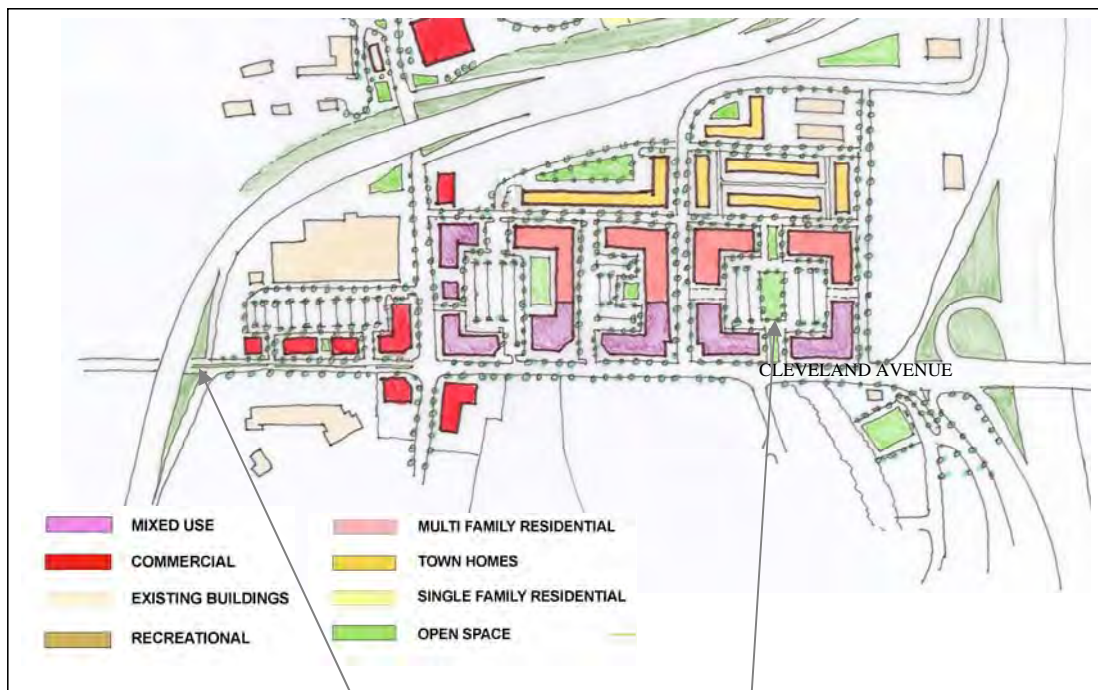 CLEVELAND AVENUE
MIXED USE
COMMERCIAL
EXISTING BUILDINGS
RECREATIONAL
MULTI FAMILY RESIDENTIAL
TOWN HOMES
SINGLE FAMILY RESIDENTIAL
OPEN SPACE